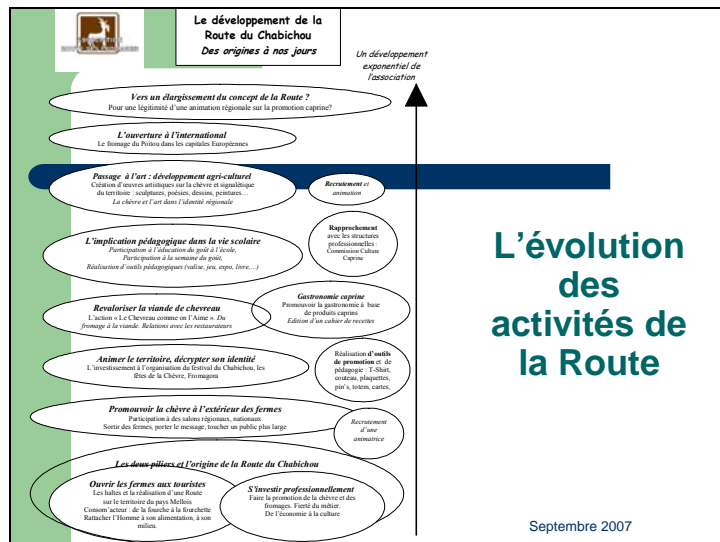 Le développement de la
Route du Chabichou
Des origines à nos jours
Un développement
exponentiel de
l'association
Vers un élargissement du concept de la Route ?
Pour une légitimité d'une animation régionale sur la promotion caprine?
L'ouverture à l'international
Le fromage du Poitou dans les capitales Européennes
Passage à l'art : développement agri-culturel
Création d'œuvres artistiques sur la chèvre et signalétique
du territoire : sculptures, poésies, dessins, peintures…
La chèvre et l'art dans l'identité régionale
Recrutement et
animation
L'implication pédagogique dans la vie scolaire
Participation à l'éducation du goût à l'école,
Participation à la semaine du goût,
Réalisation d'outils pédagogiques (valise, jeu, expo, livre,...)
Rapprochement
avec les structures
professionnelles :
Commission Culture
Caprine
Revaloriser la viande de chevreau
L'action « Le Chevreau comme on l'Aime ». Du
fromage à la viande. Relations avec les restaurateurs
Gastronomie caprine
Promouvoir la gastronomie à base
de produits caprins
Edition d'un cahier de recettes
Animer le territoire, décrypter son identité
L'investissement à l'organisation du festival du Chabichou, les
fêtes de la Chèvre, Fromagora
Réalisation d'outils
de promotion et de
pédagogie : T-Shirt,
couteau, plaquettes,
pin's, totem, cartes,
Promouvoir la chèvre à l'extérieur des fermes
Participation à des salons régionaux, nationaux
Sortir des fermes, porter le message, toucher un public plus large
Recrutement
d'une
animatrice
Les deux piliers et l'origine de la Route du Chabichou
Ouvrir les fermes aux touristes
Les haltes et la réalisation d'une Route
sur le territoire du pays Mellois
Consom'acteur : de la fourche à la fourchette
Rattacher l'Homme à son alimentation, à son
milieu.
S'investir professionnellement
Faire la promotion de la chèvre et des
fromages. Fierté du métier.
De l'économie à la culture
L'évolution
des
activités de
la Route
Septembre 2007